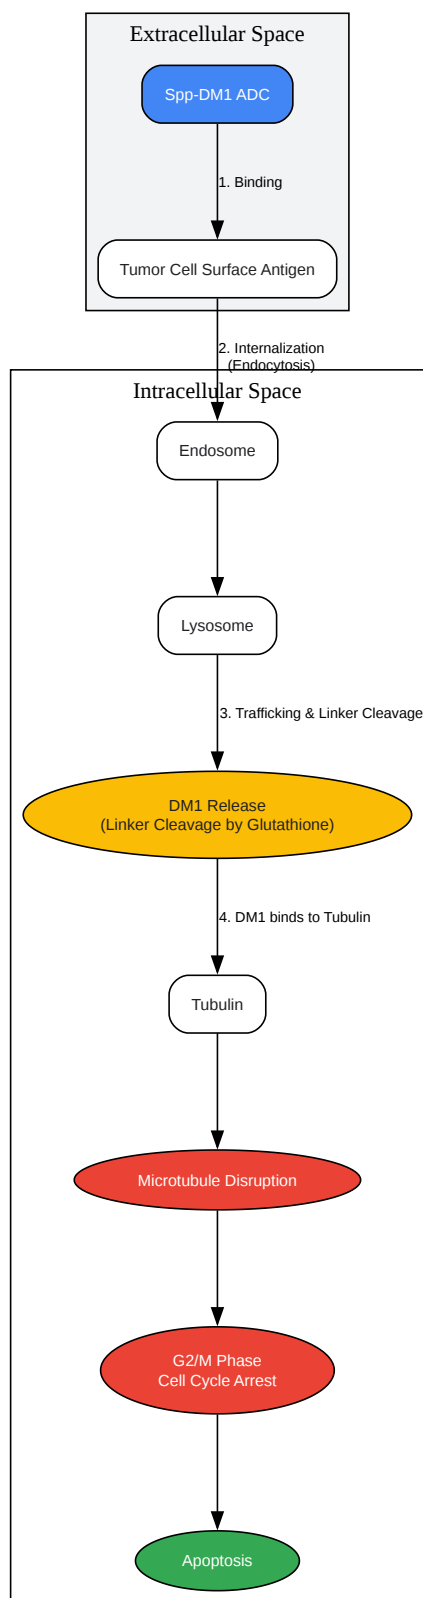 Extracellular Space
Spp-DM1 ADC
1. Binding
Tumor Cell Surface Antigen
2. Internalization
(Endocytosis)
Intracellular Space
Endosome
Lysosome
3. Trafficking & Linker Cleavage
DM1 Release
(Linker Cleavage by Glutathione)
4. DM1 binds to Tubulin
Tubulin
Microtubule Disruption
G2/M Phase
Cell Cycle Arrest
Apoptosis